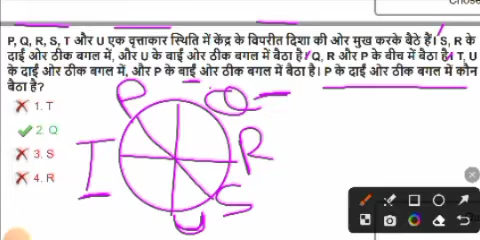 P, Q, R, S, T और U एक वृत्ताकार स्थिति में केंद्र के विपरीत दिशा की ओर मुख करके बैठे हैं। S, R के
दाईं ओर ठीक बगल में, और U के बाईं ओर ठीक बगल में बैठा है। Q, R और P के बीच में बैठा है। T, U
के दाईं ओर ठीक बगल में, और P के बाईं ओर ठीक बगल में बैठा है। P के दाईं ओर ठीक बगल में कौन
बैठा है?
1. T
2. Q
3. S
4. R
P
Q
R
S
U
I